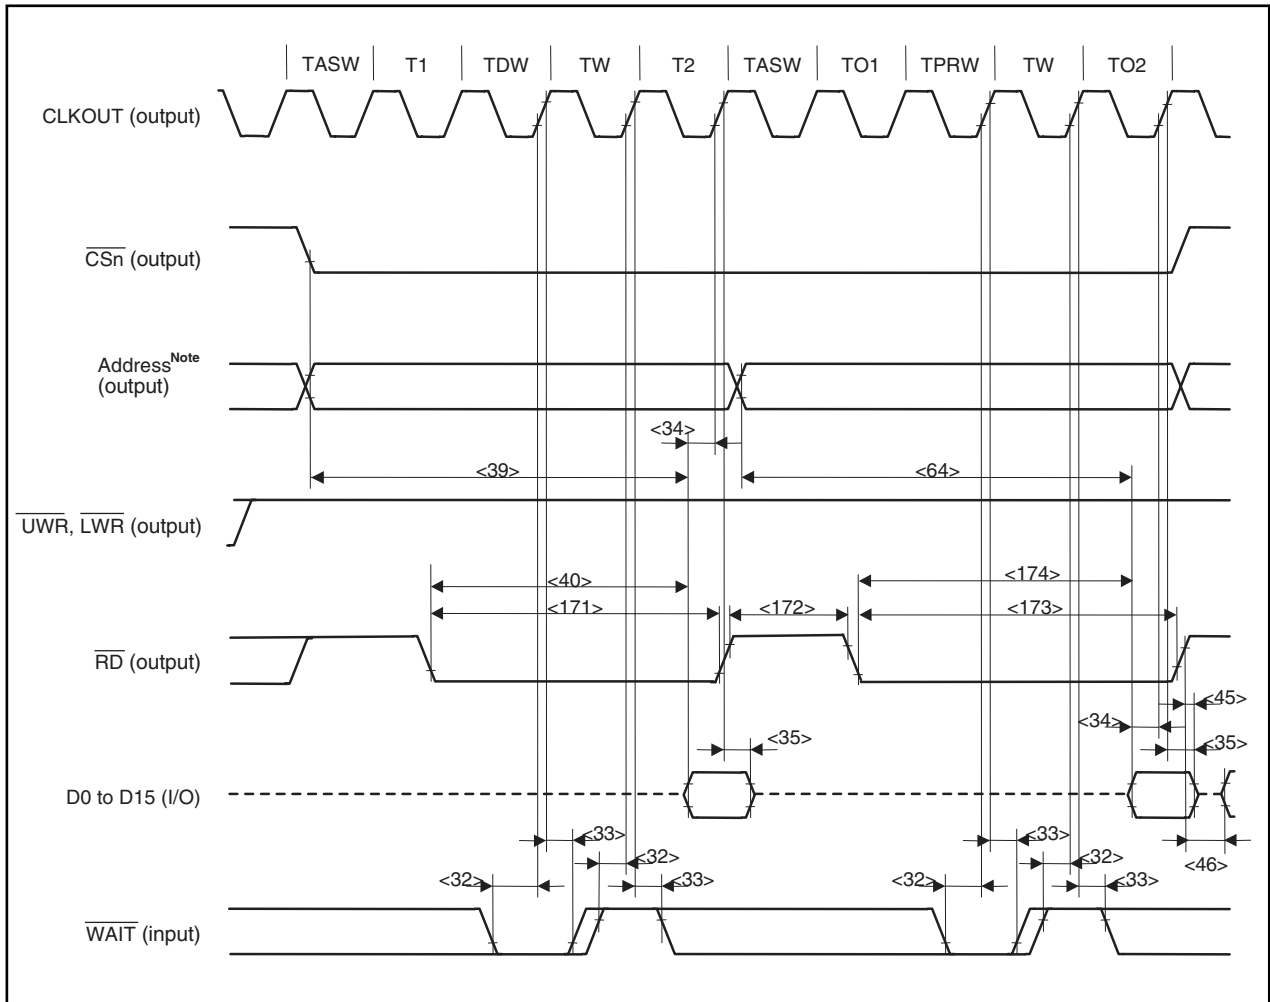 TASW T1 TDW TW T2 TASW TO1 TPRW TW TO2
CLKOUT (output)
CSn (output)
Address Note
(output)
<34>
<39> <64>
UWR, LWR (output)
<40> <174>
<171> <172> <173>
RD (output)
<45>
<34>
<35> <35>
D0 to D15 (I/O)
<33> <33>
<32> <32> <46>
<32> <33> <32> <33>
WAIT (input)